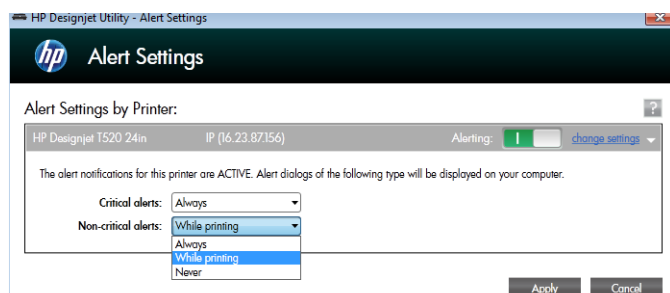 HP Designjet Utility - Alert Settings
hp
Alert Settings
Alert Settings by Printer:
?
HP Designjet T520 24in IP (16.23.87.156) Alerting: change settings
The alert notifications for this printer are ACTIVE. Alert dialogs of the following type will be displayed on your computer.
Critical alerts: Always
Non-critical alerts: While printing
Always
While printing
Never
Apply Cancel